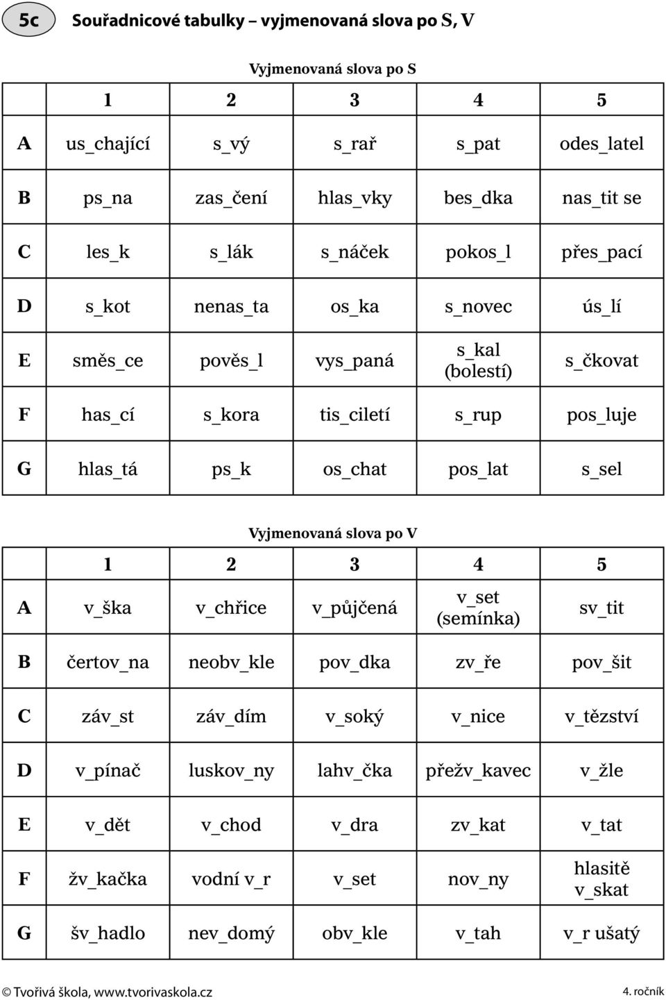 5c Souřadnicové tabulky – vyjmenovaná slova po S, V
Vyjmenovaná slova po S
1 2 3 4 5
A us_chající s_vý s_rař s_pat odes_latel
B ps_na zas_čení hlas_vky bes_dka nas_tit se
C les_k s_lák s_náček pokos_l přes_pací
D s_kot nenas_ta os_ka s_novec ús_lí
E směs_ce pověs_l vys_paná s_kal (bolestí) s_čkovat
F has_cí s_kora tis_ciletí s_rup pos_luje
G hlas_tá ps_k os_chat pos_lat s_sel
Vyjmenovaná slova po V
1 2 3 4 5
A v_ška v_chřice v_půjčená v_set (semínka) sv_tit
B čertov_na neobv_kle pov_dka zv_ře pov_šit
C záv_st záv_dím v_soký v_nice v_tězství
D v_pínač luskov_ny lahv_čka přežv_kavec v_žle
E v_dět v_chod v_dra zv_kat v_tat
F žv_kačka vodní v_r v_set nov_ny hlasitě v_skat
G šv_hadlo nev_domý obv_kle v_tah v_r ušatý
© Tvořivá škola, www.tvorivaskola.cz 4. ročník